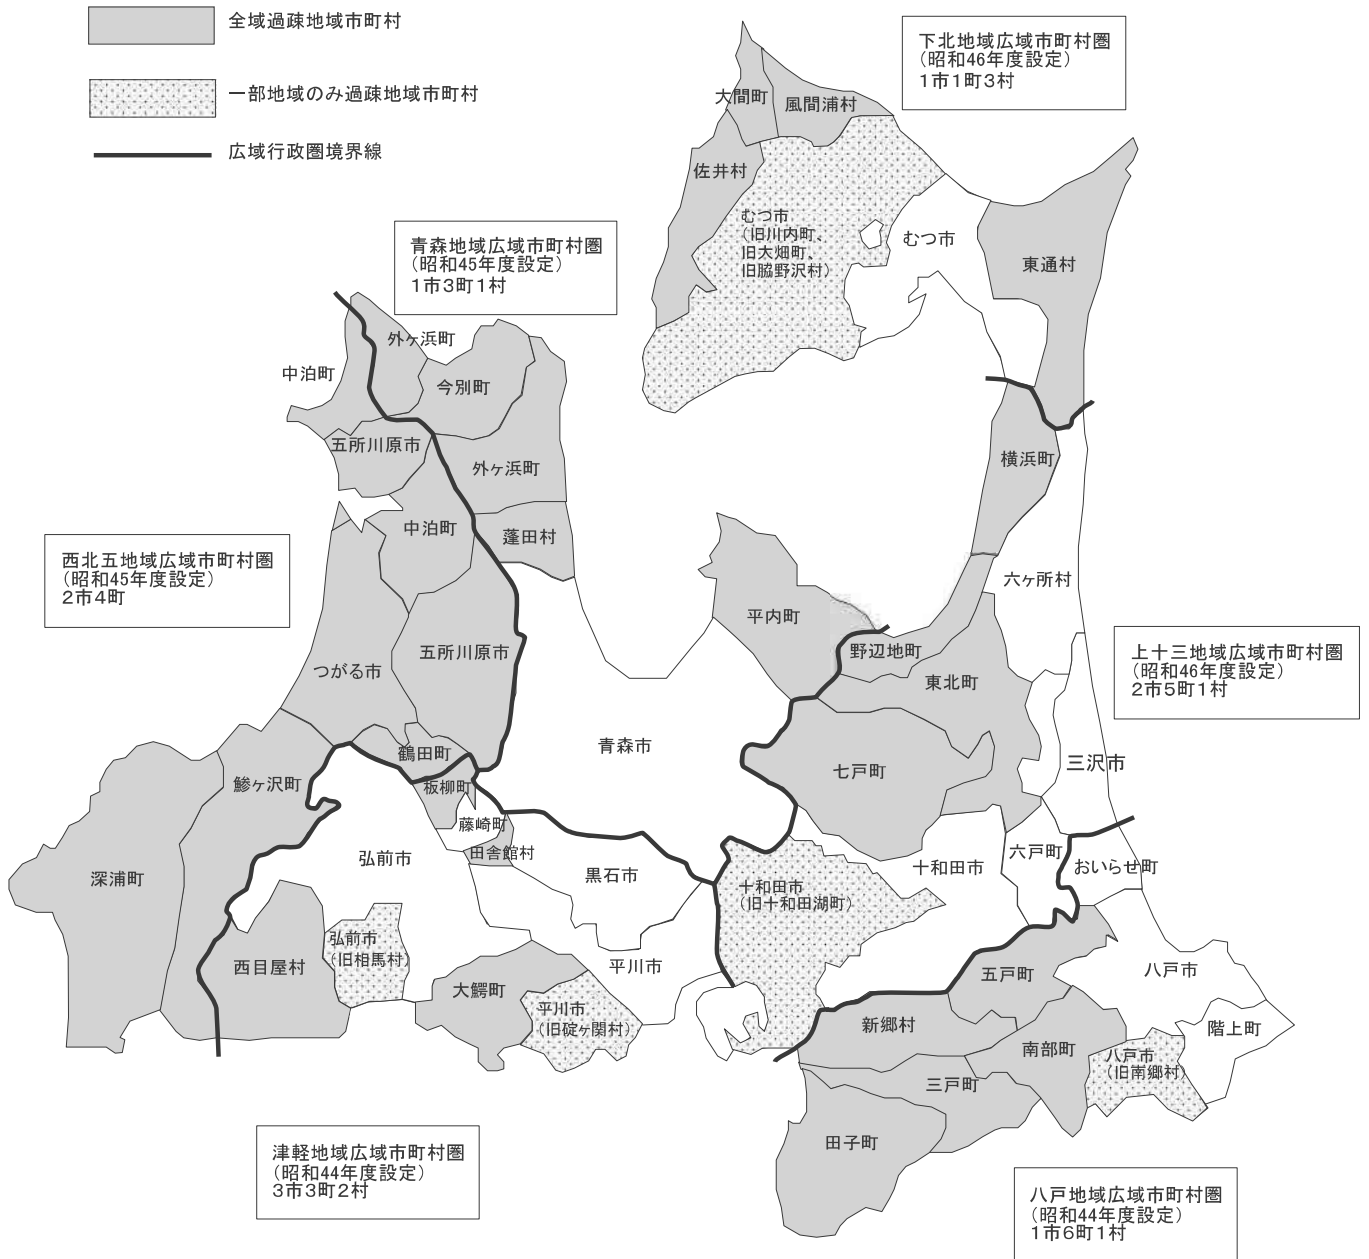 全域過疎地域市町村
一部地域のみ過疎地域市町村
広域行政圏境界線
下北地域広域市町村圏
(昭和46年度設定)
1市1町3村
大間町
風間浦村
佐井村
むつ市
(旧川内町、
旧大畑町、
旧脇野沢村)
むつ市
東通村
青森地域広域市町村圏
(昭和45年度設定)
1市3町1村
外ヶ浜町
中泊町
今別町
五所川原市
外ヶ浜町
横浜町
中泊町
蓬田村
西北五地域広域市町村圏
(昭和45年度設定)
2市4町
六ヶ所村
平内町
野辺地町
五所川原市
つがる市
東北町
上十三地域広域市町村圏
(昭和46年度設定)
2市5町1村
青森市
鶴田町
七戸町
三沢市
鰺ヶ沢町
板柳町
藤崎町
田舎館村
弘前市
黒石市
六戸町
十和田市
おいらせ町
深浦町
十和田市
(旧十和田湖町)
弘前市
(旧相馬村)
西目屋村
平川市
大鰐町
平川市
(旧碇ヶ関村)
五戸町
八戸市
新郷村
南部町
階上町
八戸市
(旧南郷村)
三戸町
田子町
津軽地域広域市町村圏
(昭和44年度設定)
3市3町2村
八戸地域広域市町村圏
(昭和44年度設定)
1市6町1村